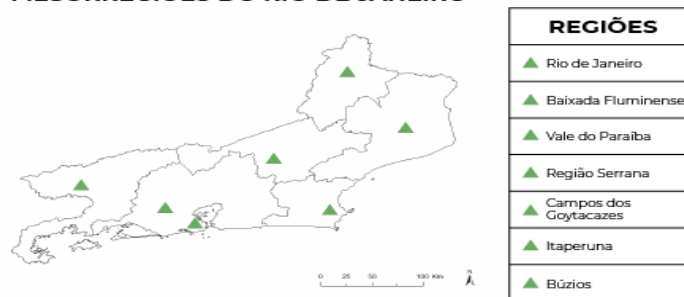 REGIÕES
Rio de Janeiro
Baixada Fluminense
Vale do Paraíba
Região Serrana
Campos dos
Goytacazes
Itaperuna
Búzios
0 25 50 100 Km
N